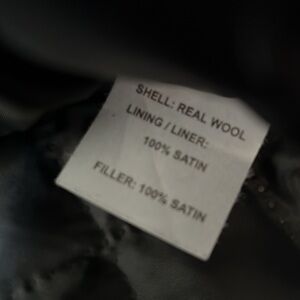 SHELL: REAL WOOL
LINING / LINER:
100% SATIN
FILLER: 100% SATIN